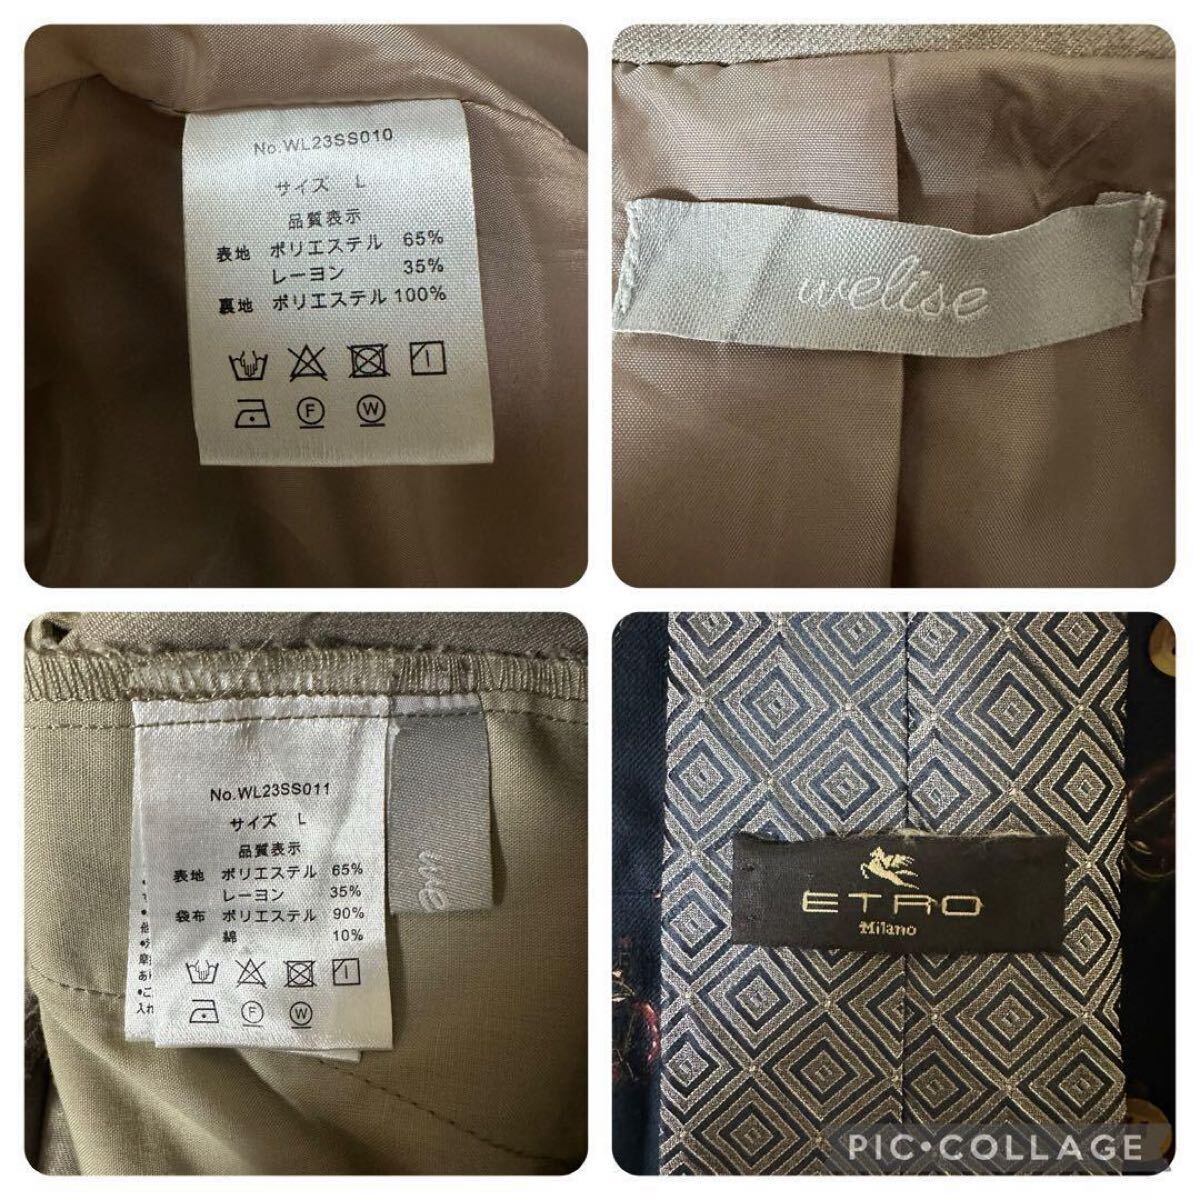 No.WL23SS010
サイズ L
品質表示
表地 ポリエステル 65%
レーヨン 35%
裏地 ポリエステル 100%
F W
welise
No.WL23SS011
サイズ L
品質表示
表地 ポリエステル 65%
レーヨン 35%
袋布 ポリエステル 90%
綿 10%
F W
we
ETRO
Milano
PIC•COLLAGE